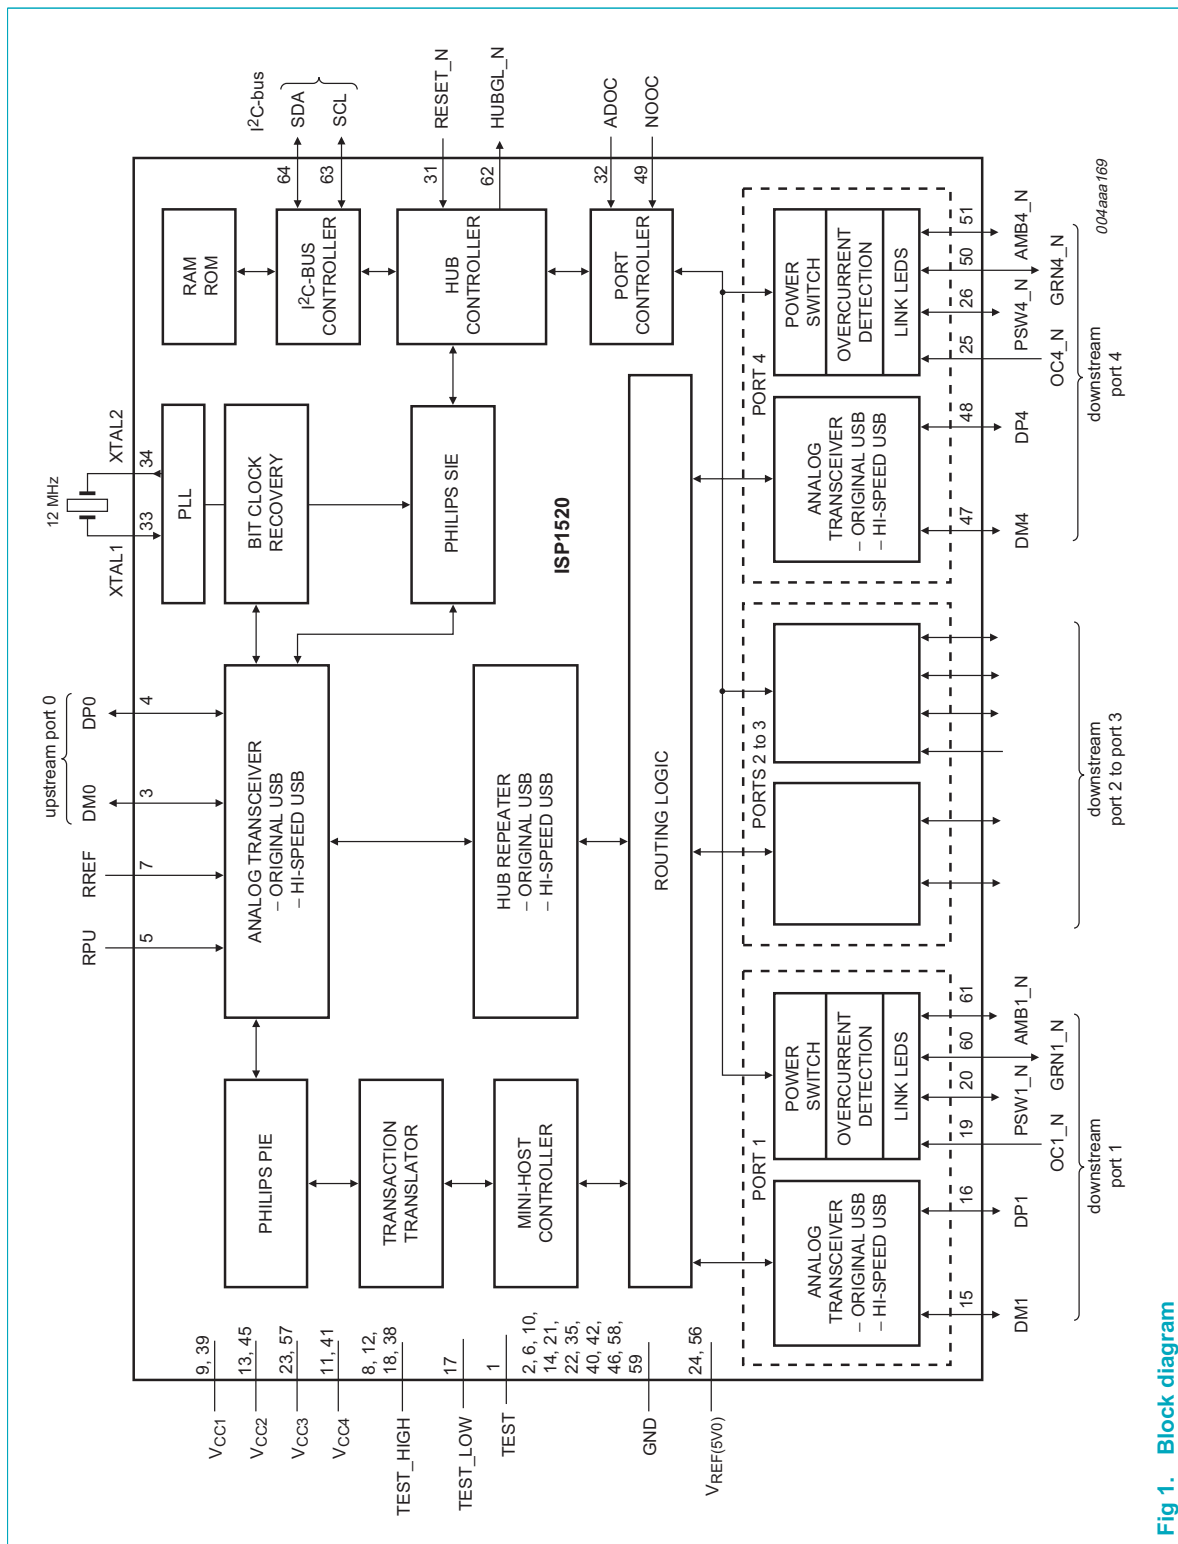 upstream port 0
12 MHz
RPU
RREF
DM0
DP0
XTAL1
XTAL2
I2C-bus
SDA
SCL
RESET_N
HUBGL_N
ADOC
NOOC
5
7
3
4
33
34
64
63
31
62
32
49
VCC1
9, 39
VCC2
13, 45
VCC3
23, 57
VCC4
11, 41
TEST_HIGH
8, 12,
18, 38
TEST_LOW
17
TEST
1
GND
2, 6, 10,
14, 21,
22, 35,
40, 42,
46, 58,
59
VREF(5V0)
24, 56
PHILIPS PIE
TRANSACTION
TRANSLATOR
MINI-HOST
CONTROLLER
ANALOG TRANSCEIVER
– ORIGINAL USB
– HI-SPEED USB
HUB REPEATER
– ORIGINAL USB
– HI-SPEED USB
PLL
BIT CLOCK
RECOVERY
PHILIPS SIE
ISP1520
RAM
ROM
I2C-BUS
CONTROLLER
HUB
CONTROLLER
PORT
CONTROLLER
ROUTING LOGIC
PORT 1
ANALOG
TRANSCEIVER
– ORIGINAL USB
– HI-SPEED USB
POWER
SWITCH
OVERCURRENT
DETECTION
LINK LEDS
PORTS 2 to 3
PORT 4
ANALOG
TRANSCEIVER
– ORIGINAL USB
– HI-SPEED USB
POWER
SWITCH
OVERCURRENT
DETECTION
LINK LEDS
15
16
19
20
60
61
47
48
25
26
50
51
DM1
DP1
OC1_N
PSW1_N
GRN1_N
AMB1_N
DM4
DP4
OC4_N
PSW4_N
GRN4_N
AMB4_N
downstream
port 1
downstream
port 2 to port 3
downstream
port 4
004aaa169
Fig 1. Block diagram